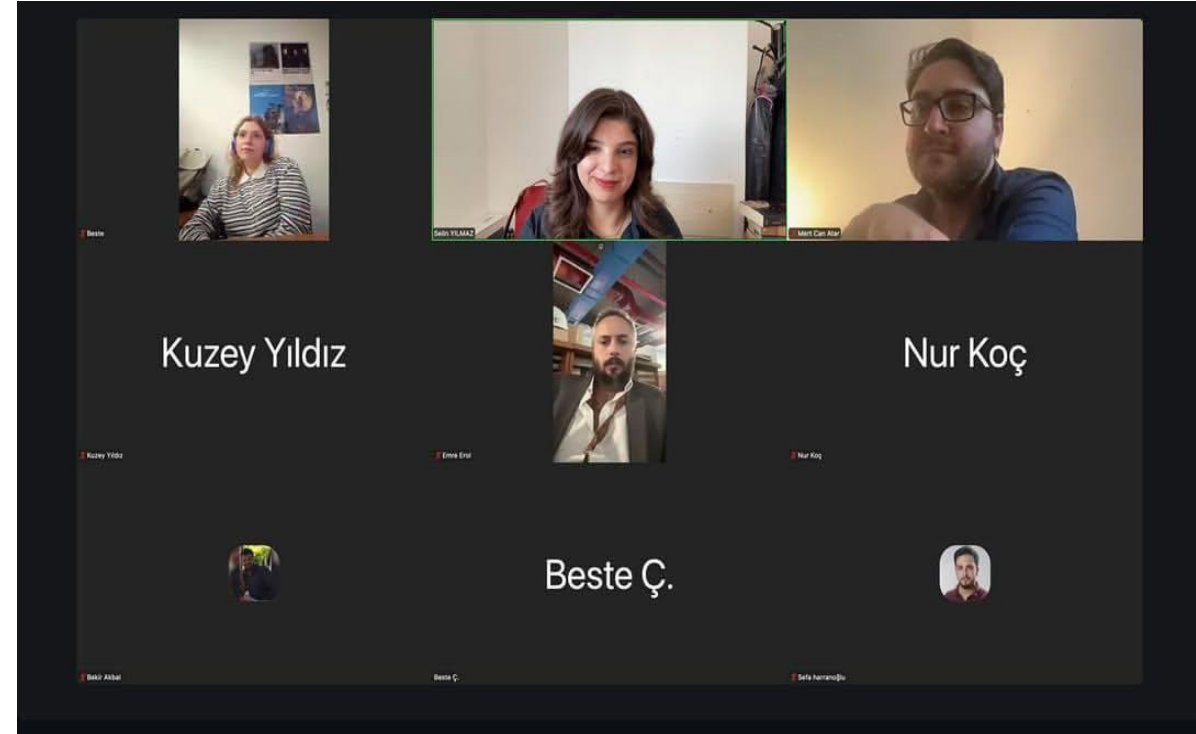 Beste
Selin YILMAZ
Mert Can Atar
Kuzey Yıldız
Kuzey Yıldız
Emre Erol
Nur Koç
Nur Koç
Bekir Akbal
Beste Ç.
Beste Ç.
Sefa harranoğlu